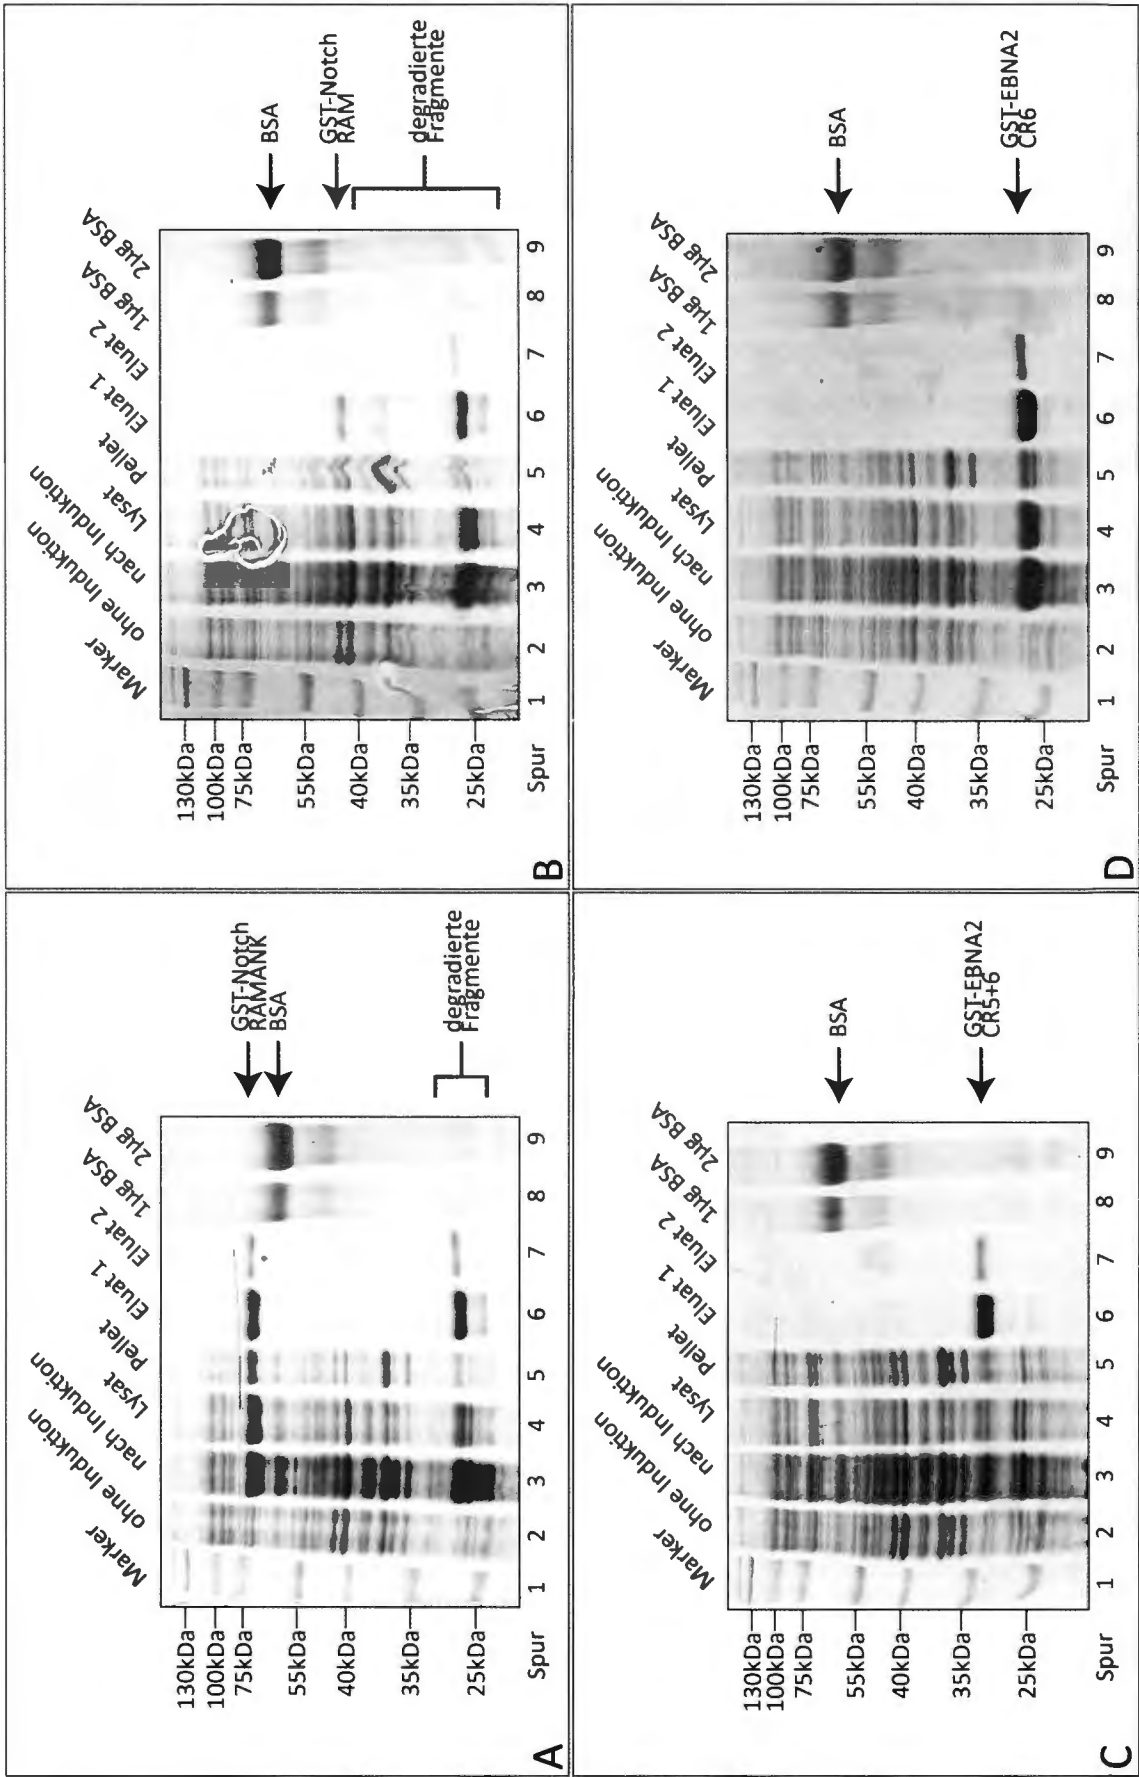 A
Marker
ohne Induktion
nach Induktion
Lysat
Pellet
Eluat 1
Eluat 2
1µg BSA
2µg BSA
130kDa
100kDa
75kDa
55kDa
40kDa
35kDa
25kDa
Spur 1 2 3 4 5 6 7 8 9
GST-Notch
RAMANK
BSA
degradierte
Fragmente
B
Marker
ohne Induktion
nach Induktion
Lysat
Pellet
Eluat 1
Eluat 2
1µg BSA
2µg BSA
130kDa
100kDa
75kDa
55kDa
40kDa
35kDa
25kDa
Spur 1 2 3 4 5 6 7 8 9
BSA
GST-Notch
RAM
degradierte
Fragmente
C
Marker
ohne Induktion
nach Induktion
Lysat
Pellet
Eluat 1
Eluat 2
1µg BSA
2µg BSA
130kDa
100kDa
75kDa
55kDa
40kDa
35kDa
25kDa
Spur 1 2 3 4 5 6 7 8 9
BSA
GST-EBNA2
CR5+6
D
Marker
ohne Induktion
nach Induktion
Lysat
Pellet
Eluat 1
Eluat 2
1µg BSA
2µg BSA
130kDa
100kDa
75kDa
55kDa
40kDa
35kDa
25kDa
Spur 1 2 3 4 5 6 7 8 9
BSA
GST-EBNA2
CR6